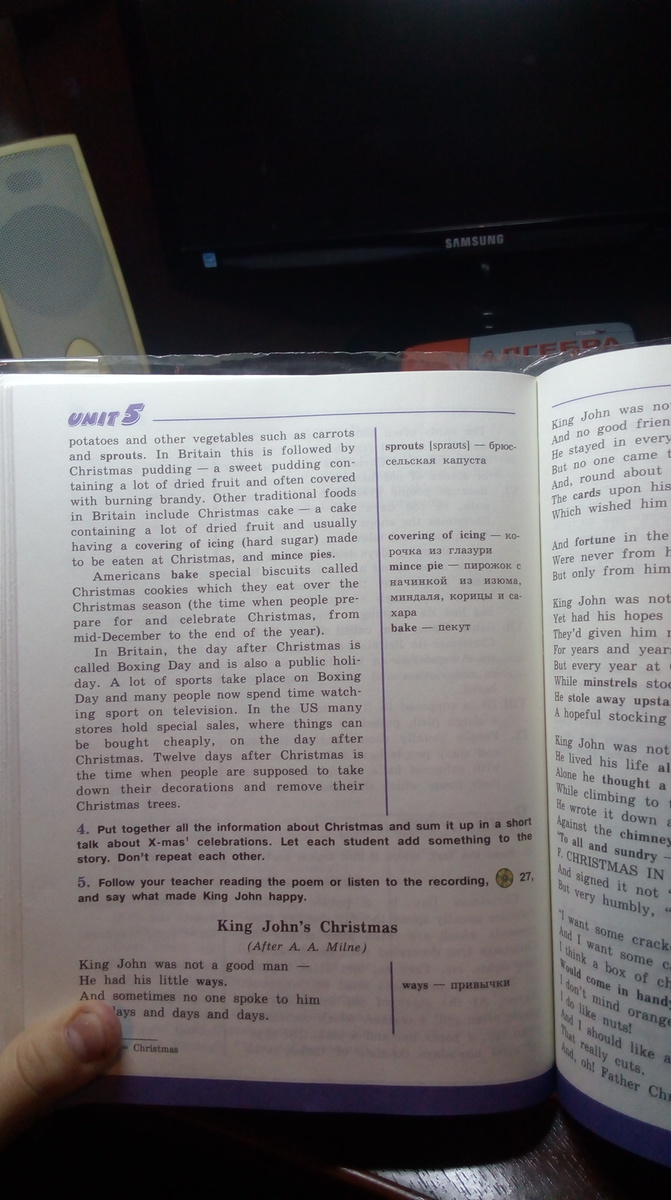 SAMSUNG
АЛГЕБРА
UNIT 5
potatoes and other vegetables such as carrots
and sprouts. In Britain this is followed by
Christmas pudding — a sweet pudding con-
taining a lot of dried fruit and often covered
with burning brandy. Other traditional foods
in Britain include Christmas cake — a cake
containing a lot of dried fruit and usually
having a covering of icing (hard sugar) made
to be eaten at Christmas, and mince pies.
Americans bake special biscuits called
Christmas cookies which they eat over the
Christmas season (the time when people pre-
pare for and celebrate Christmas, from
mid-December to the end of the year).
In Britain, the day after Christmas is
called Boxing Day and is also a public holi-
day. A lot of sports take place on Boxing
Day and many people now spend time watch-
ing sport on television. In the US many
stores hold special sales, where things can
be bought cheaply, on the day after
Christmas. Twelve days after Christmas is
the time when people are supposed to take
down their decorations and remove their
Christmas trees.
sprouts [spraʊts] — брюс-
сельская капуста
covering of icing — ко-
рочка из глазури
mince pie — пирожок с
начинкой из изюма,
миндаля, корицы и са-
хара
bake — пекут
4. Put together all the information about Christmas and sum it up in a short
talk about X-mas' celebrations. Let each student add something to the
story. Don't repeat each other.
5. Follow your teacher reading the poem or listen to the recording, 27,
and say what made King John happy.
King John's Christmas
(After A. A. Milne)
King John was not a good man —
He had his little ways.
And sometimes no one spoke to him
days and days and days.
ways — привычки
= Christmas
King John was no
And no good frien
He stayed in every
But no one came t
And, round about
The cards upon his
Which wished him
And fortune in the
Were never from h
But only from him
King John was not
Yet had his hopes
They'd given him
For years and year
But every year at
While minstrels stoo
He stole away upsta
A hopeful stocking
King John was not
He lived his life al
Alone he thought a
While climbing to
He wrote it down a
Against the chimney
"To all and sundry —
F. CHRISTMAS IN
And signed it not
But very humbly, "
"I want some crack
And I want some c
I think a box of ch
Would come in handy
I don't mind orange
I do like nuts!
And I should like a
That really cuts.
And, oh! Father Chr